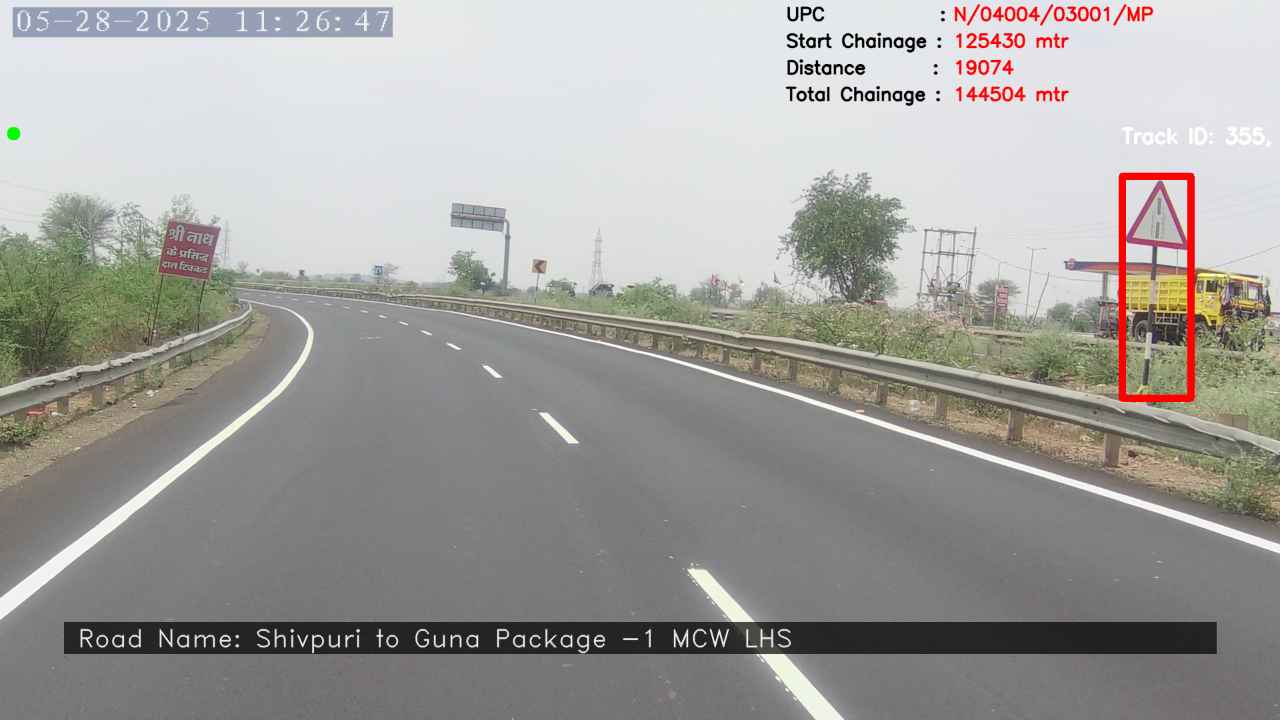 05-28-2025 11:26:47
UPC : N/04004/03001/MP
Start Chainage : 125430 mtr
Distance : 19074
Total Chainage : 144504 mtr
Track ID: 355,
श्री नाथ
के प्रसिद्ध
दाल टिक्कड़
Road Name: Shivpuri to Guna Package -1 MCW LHS